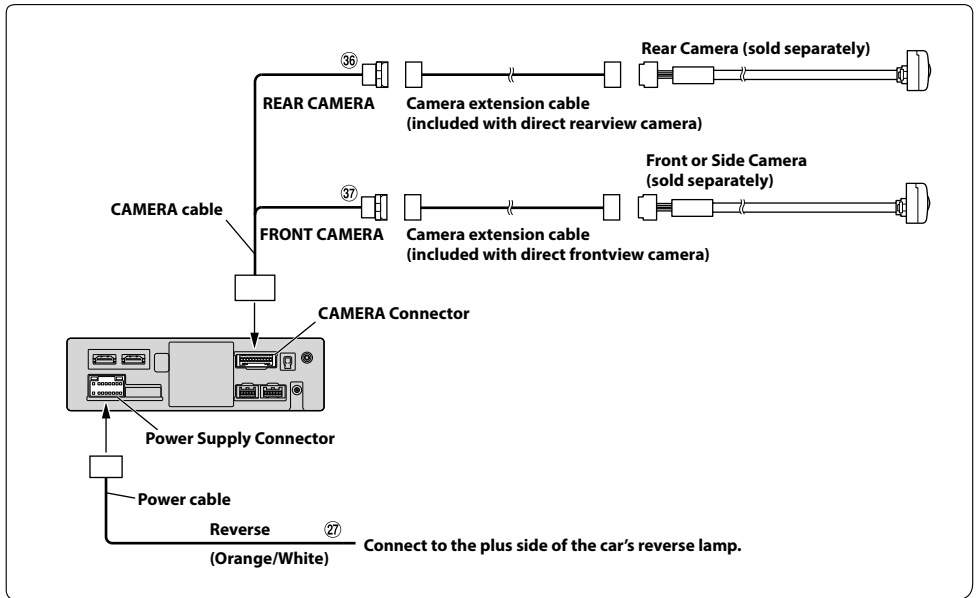 Rear Camera (sold separately)
㊱
REAR CAMERA
Camera extension cable
(included with direct rearview camera)
Front or Side Camera
(sold separately)
㊲
CAMERA cable
FRONT CAMERA
Camera extension cable
(included with direct frontview camera)
CAMERA Connector
Power Supply Connector
Power cable
Reverse
㉗
(Orange/White)
Connect to the plus side of the car’s reverse lamp.